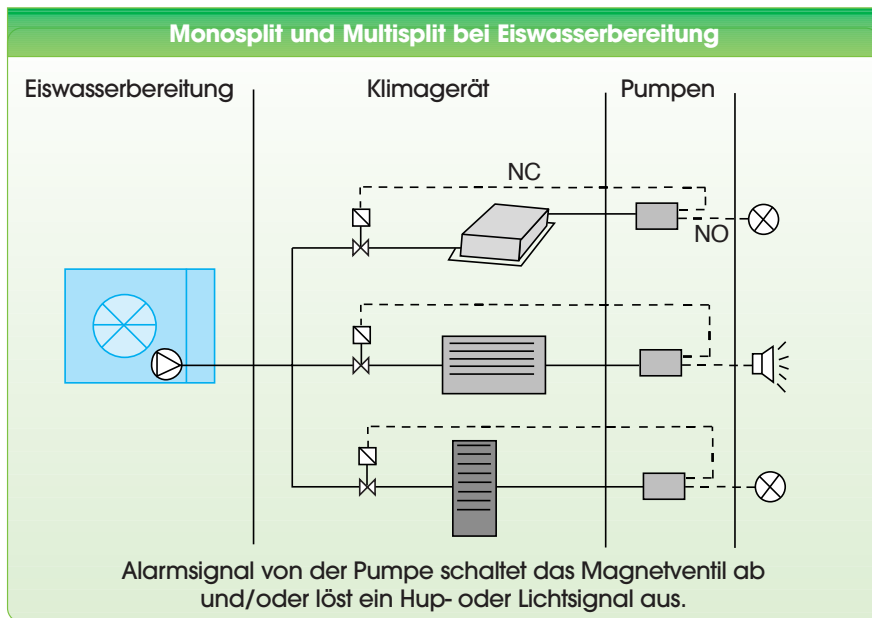 Monosplit und Multisplit bei Eiswasserbereitung
Eiswasserbereitung
Klimagerät
Pumpen
NC
NO
Alarmsignal von der Pumpe schaltet das Magnetventil ab
und/oder löst ein Hup- oder Lichtsignal aus.